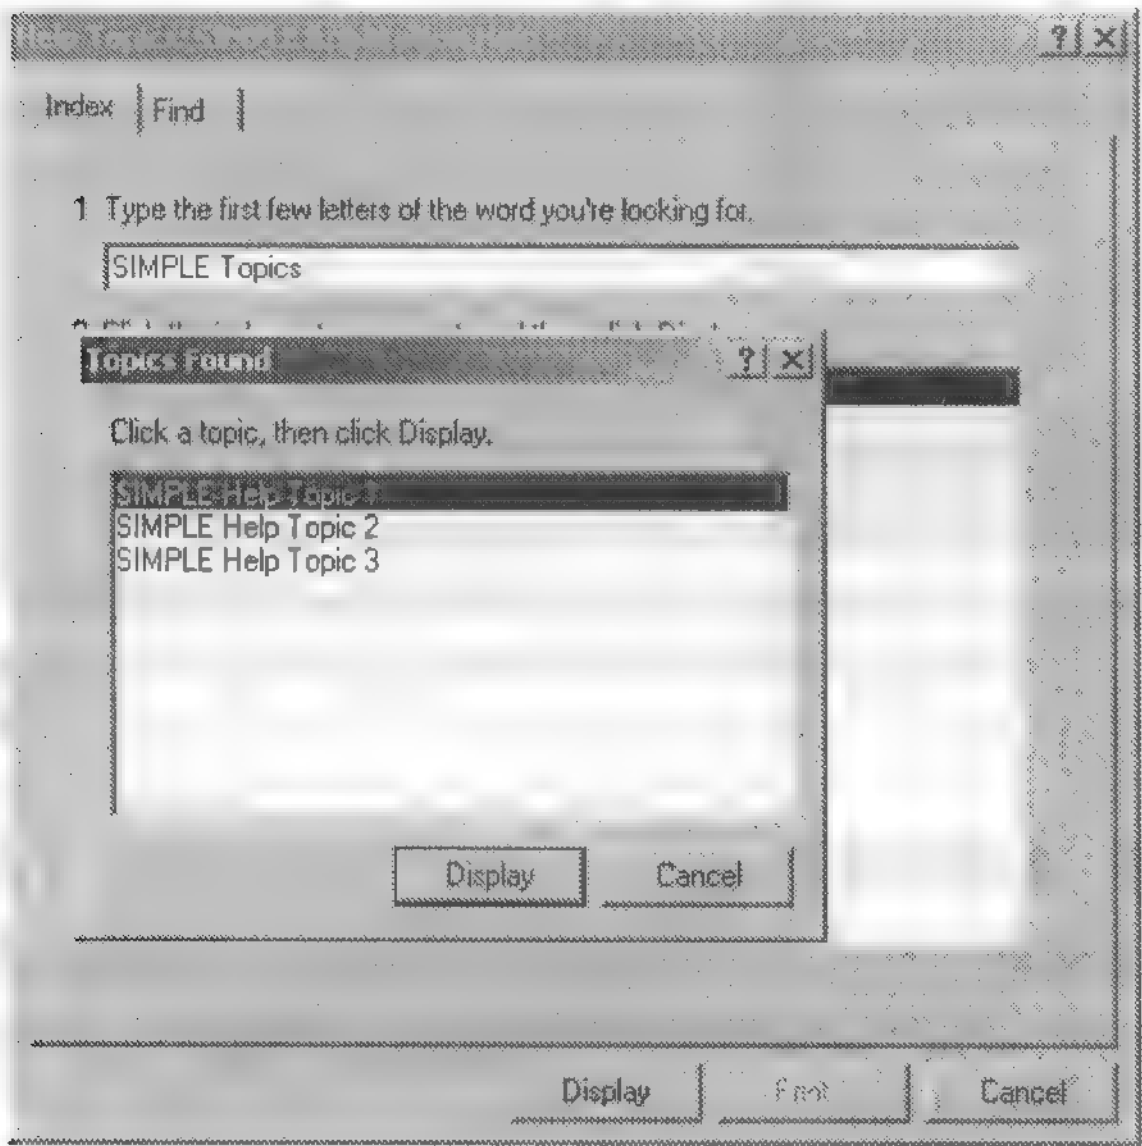 Help Topics
? X
Index Find
1 Type the first few letters of the word you're looking for.
SIMPLE Topics
Topics Found ? X
Click a topic, then click Display.
SIMPLE Help Topic 1
SIMPLE Help Topic 2
SIMPLE Help Topic 3
Display Cancel
Display Print Cancel